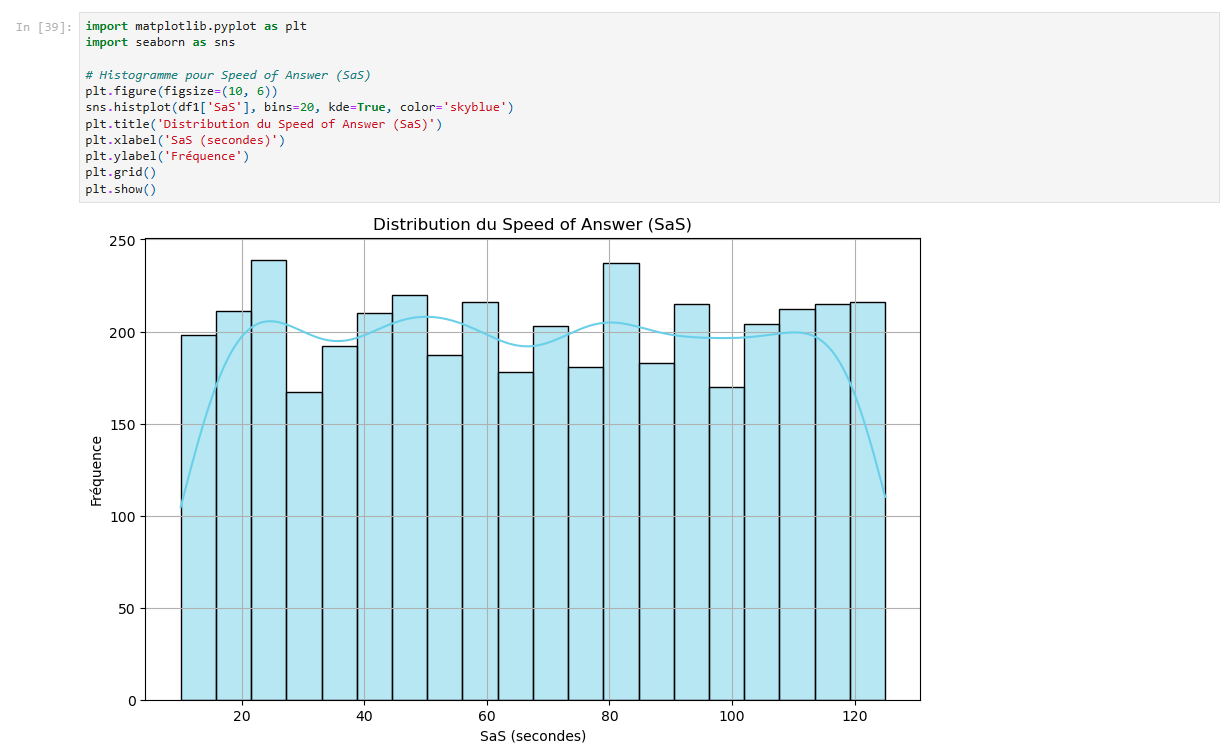 In [39]:
import matplotlib.pyplot as plt
import seaborn as sns
# Histogramme pour Speed of Answer (SaS)
plt.figure(figsize=(10, 6))
sns.histplot(df1['SaS'], bins=20, kde=True, color='skyblue')
plt.title('Distribution du Speed of Answer (SaS)')
plt.xlabel('SaS (secondes)')
plt.ylabel('Fréquence')
plt.grid()
plt.show()
Distribution du Speed of Answer (SaS)
250
200
150
100
50
0
Fréquence
20 40 60 80 100 120
SaS (secondes)